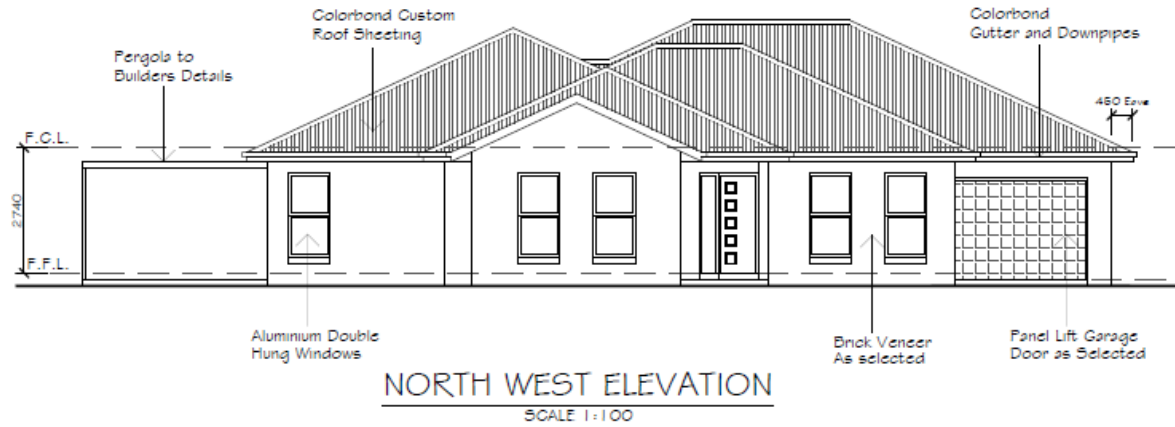 Colorbond Custom
Roof Sheeting
Colorbond
Gutter and Downpipes
Pergola to
Builders Details
450 Eave
F.C.L.
2740
F.F.L.
Aluminium Double
Hung Windows
Brick Veneer
As selected
Panel Lift Garage
Door as Selected
NORTH WEST ELEVATION
SCALE 1:100